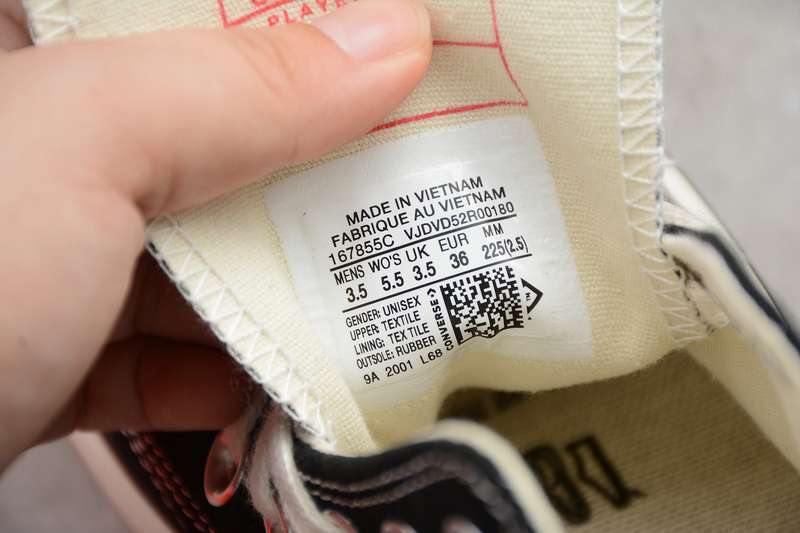 PLAYE
MADE IN VIETNAM
FABRIQUE AU VIETNAM
167855C VJDVD52R00180
MENS WO'S UK EUR MM
3.5 5.5 3.5 36 225(2.5)
GENDER: UNISEX
UPPER: TEXTILE
LINING: TEXTILE
OUTSOLE: RUBBER
CONVERSE
9A 2001 L68